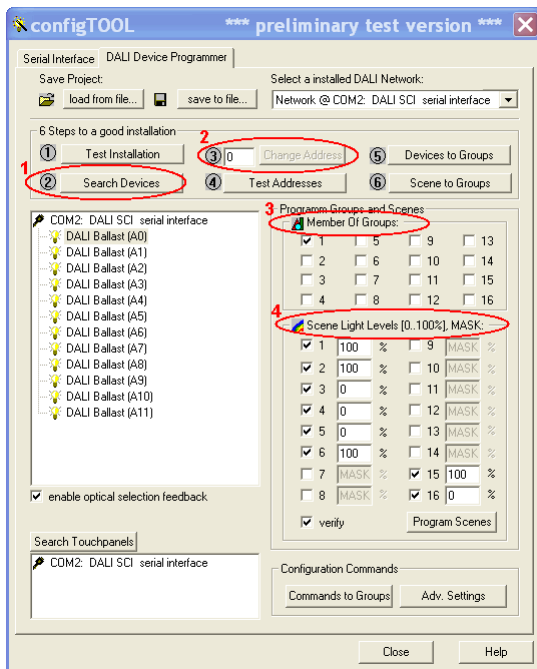 configTOOL *** preliminary test version ***
Serial Interface DALI Device Programmer
Save Project: Select a installed DALI Network:
load from file... save to file... Network @ COM2: DALI SCI serial interface
6 Steps to a good installation
2
1
1 Test Installation 3 0 Change Address 5 Devices to Groups
2 Search Devices 4 Test Addresses 6 Scene to Groups
3 Programm Groups and Scenes
COM2: DALI SCI serial interface
DALI Ballast (A0)
DALI Ballast (A1)
DALI Ballast (A2)
DALI Ballast (A3)
DALI Ballast (A4)
DALI Ballast (A5)
DALI Ballast (A6)
DALI Ballast (A7)
DALI Ballast (A8)
DALI Ballast (A9)
DALI Ballast (A10)
DALI Ballast (A11)
Member Of Groups:
1 5 9 13
2 6 10 14
3 7 11 15
4 8 12 16
4
Scene Light Levels [0..100%], MASK:
1 100 % 9 MASK %
2 100 % 10 MASK %
3 0 % 11 MASK %
4 0 % 12 MASK %
5 0 % 13 MASK %
6 100 % 14 MASK %
7 MASK % 15 100 %
8 MASK % 16 0 %
verify Program Scenes
enable optical selection feedback
Search Touchpanels
COM2: DALI SCI serial interface
Configuration Commands
Commands to Groups Adv. Settings
Close Help